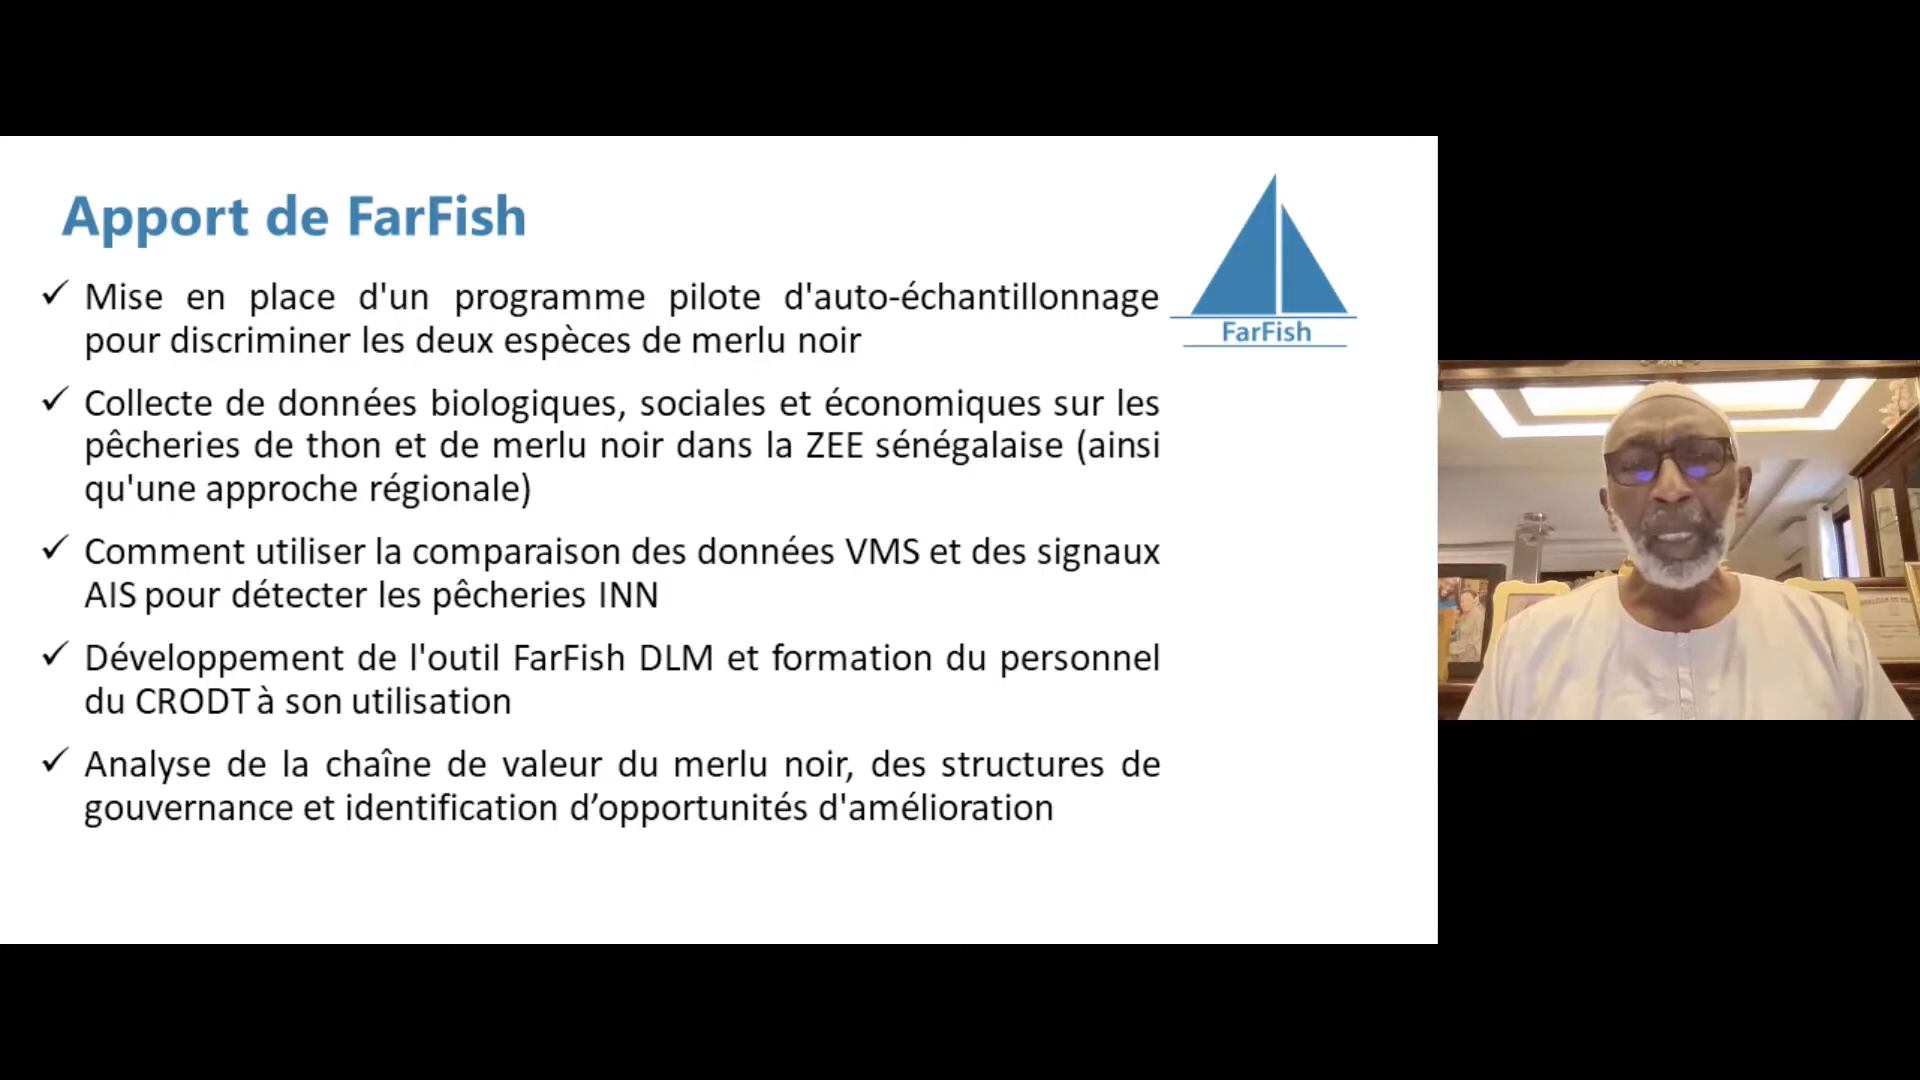 Apport de FarFish
FarFish
✓ Mise en place d'un programme pilote d'auto-échantillonnage
pour discriminer les deux espèces de merlu noir
✓ Collecte de données biologiques, sociales et économiques sur les
pêcheries de thon et de merlu noir dans la ZEE sénégalaise (ainsi
qu'une approche régionale)
✓ Comment utiliser la comparaison des données VMS et des signaux
AIS pour détecter les pêcheries INN
✓ Développement de l'outil FarFish DLM et formation du personnel
du CRODT à son utilisation
✓ Analyse de la chaîne de valeur du merlu noir, des structures de
gouvernance et identification d’opportunités d'amélioration